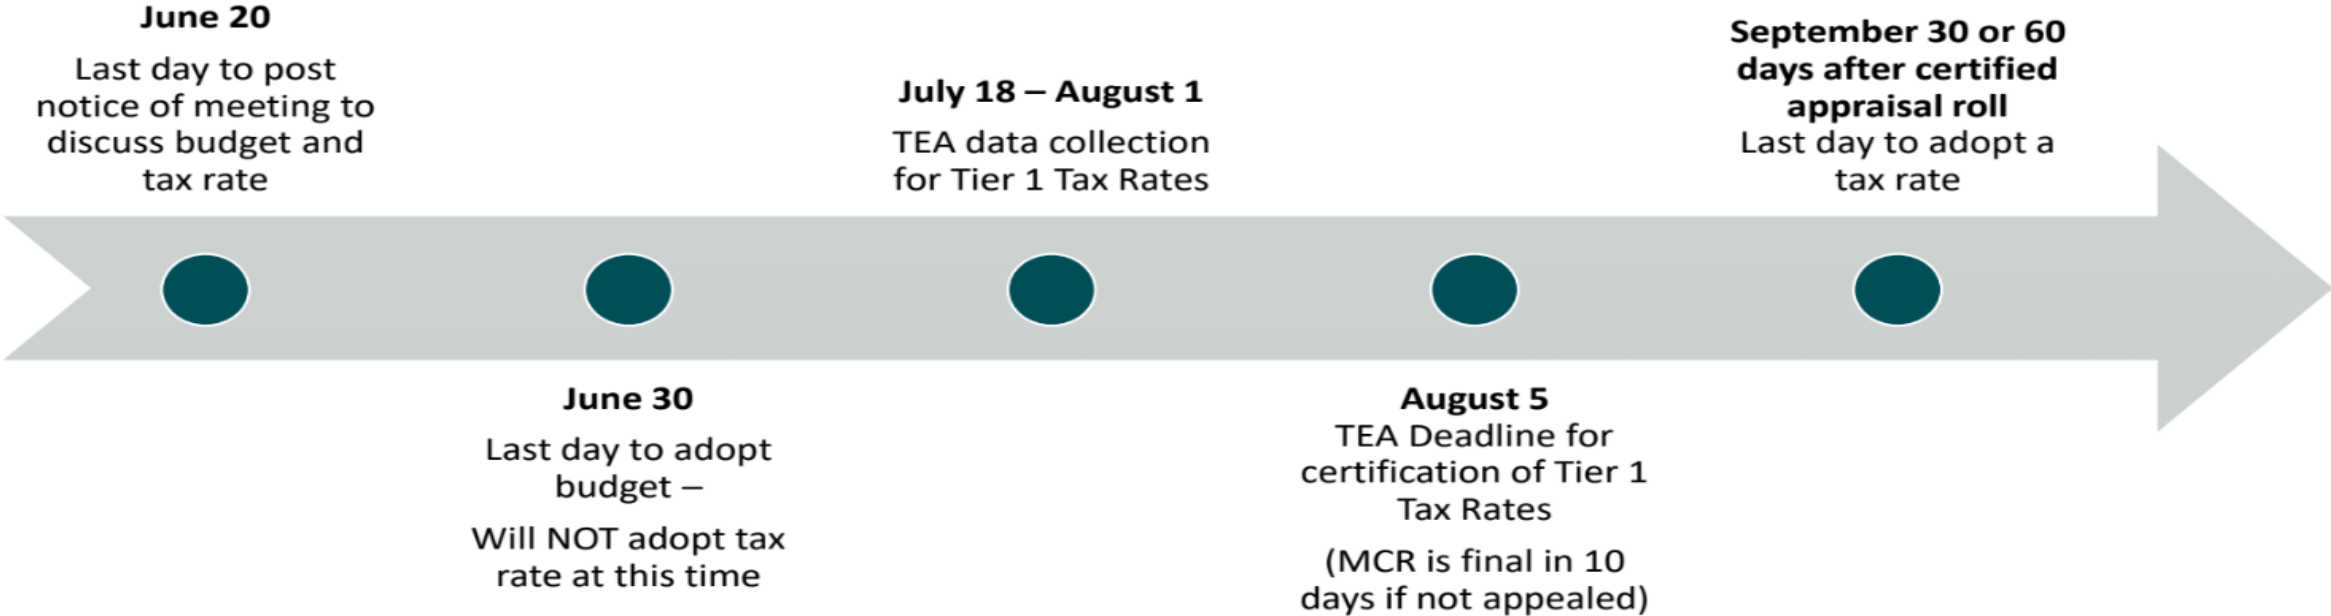 June 20
Last day to post
notice of meeting to
discuss budget and
tax rate
June 30
Last day to adopt
budget –
Will NOT adopt tax
rate at this time
July 18 – August 1
TEA data collection
for Tier 1 Tax Rates
August 5
TEA Deadline for
certification of Tier 1
Tax Rates
(MCR is final in 10
days if not appealed)
September 30 or 60
days after certified
appraisal roll
Last day to adopt a
tax rate